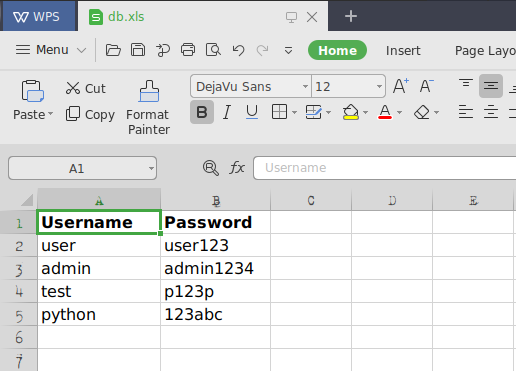 WPS db.xls
Menu Home Insert Page Layo
Paste Cut Copy Format Painter DejaVu Sans 12 A+ A- B I U A
A1 fx Username
A B C D E
1 Username Password
2 user user123
3 admin admin1234
4 test p123p
5 python 123abc
6
7